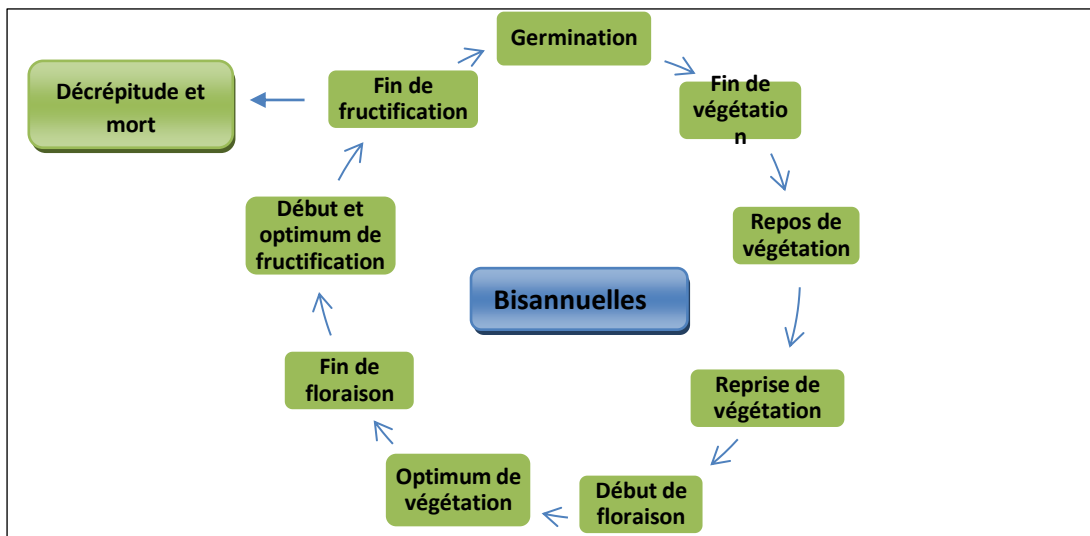 Germination
Fin de
végétatio
n
Repos de
végétation
Reprise de
végétation
Début de
floraison
Optimum de
végétation
Fin de
floraison
Début et
optimum de
fructification
Fin de
fructification
Décrépitude et
mort
Bisannuelles